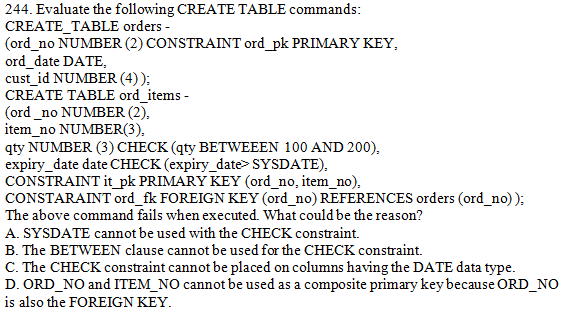 244. Evaluate the following CREATE TABLE commands:
CREATE_TABLE orders -
(ord_no NUMBER (2) CONSTRAINT ord_pk PRIMARY KEY,
ord_date DATE,
cust_id NUMBER (4) );
CREATE TABLE ord_items -
(ord _no NUMBER (2),
item_no NUMBER(3),
qty NUMBER (3) CHECK (qty BETWEEEN 100 AND 200),
expiry_date date CHECK (expiry_date> SYSDATE),
CONSTRAINT it_pk PRIMARY KEY (ord_no, item_no),
CONSTARAINT ord_fk FOREIGN KEY (ord_no) REFERENCES orders (ord_no) );
The above command fails when executed. What could be the reason?
A. SYSDATE cannot be used with the CHECK constraint.
B. The BETWEEN clause cannot be used for the CHECK constraint.
C. The CHECK constraint cannot be placed on columns having the DATE data type.
D. ORD_NO and ITEM_NO cannot be used as a composite primary key because ORD_NO
is also the FOREIGN KEY.